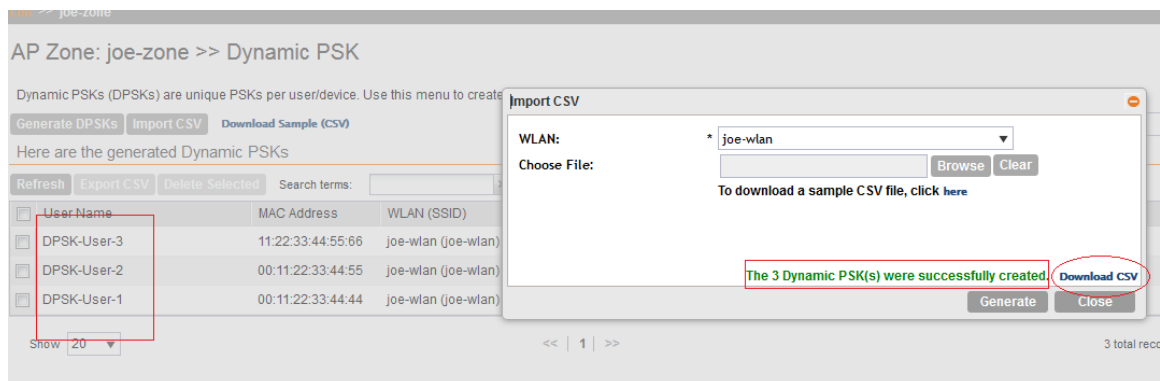 >> joe-zone
AP Zone: joe-zone >> Dynamic PSK
Dynamic PSKs (DPSKs) are unique PSKs per user/device. Use this menu to create
Generate DPSKs Import CSV Download Sample (CSV)
Here are the generated Dynamic PSKs
Refresh Export CSV Delete Selected Search terms:
User Name MAC Address WLAN (SSID)
DPSK-User-3 11:22:33:44:55:66 joe-wlan (joe-wlan)
DPSK-User-2 00:11:22:33:44:55 joe-wlan (joe-wlan)
DPSK-User-1 00:11:22:33:44:44 joe-wlan (joe-wlan)
Show 20 << | 1 | >> 3 total reco
Import CSV
WLAN: * joe-wlan
Choose File: Browse Clear
To download a sample CSV file, click here
The 3 Dynamic PSK(s) were successfully created. Download CSV
Generate Close